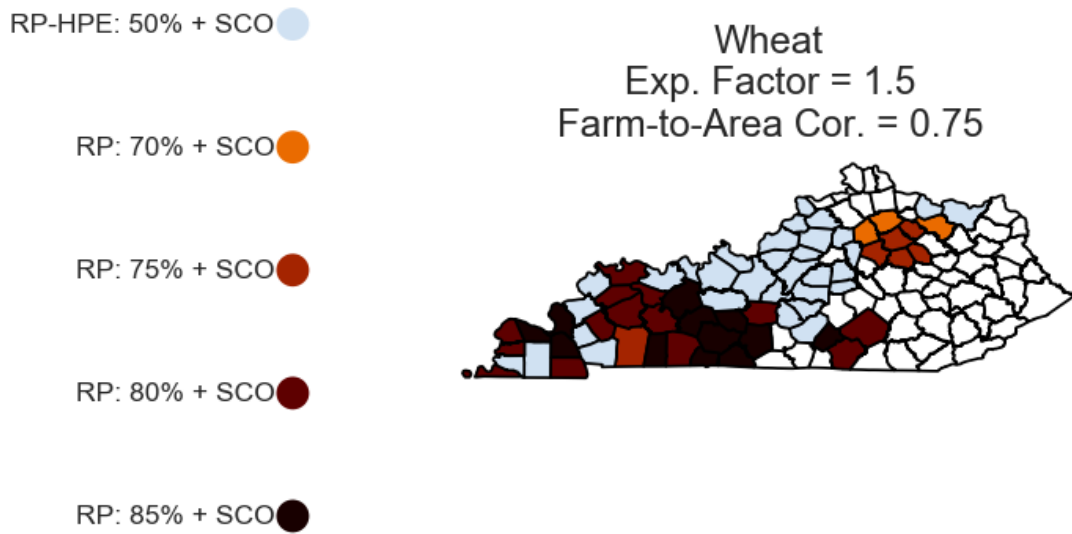 RP-HPE: 50% + SCO
Wheat
Exp. Factor = 1.5
Farm-to-Area Cor. = 0.75
RP: 70% + SCO
RP: 75% + SCO
RP: 80% + SCO
RP: 85% + SCO